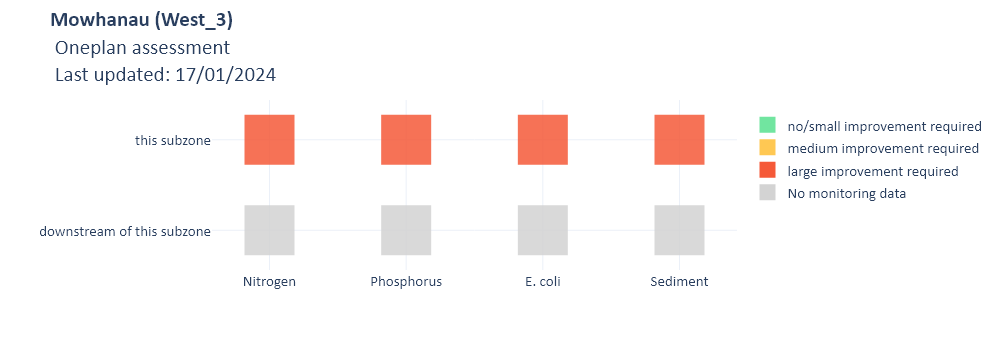 Mowhanau (West_3)
Oneplan assessment
Last updated: 17/01/2024
this subzone
downstream of this subzone
Nitrogen
Phosphorus
E. coli
Sediment
no/small improvement required
medium improvement required
large improvement required
No monitoring data